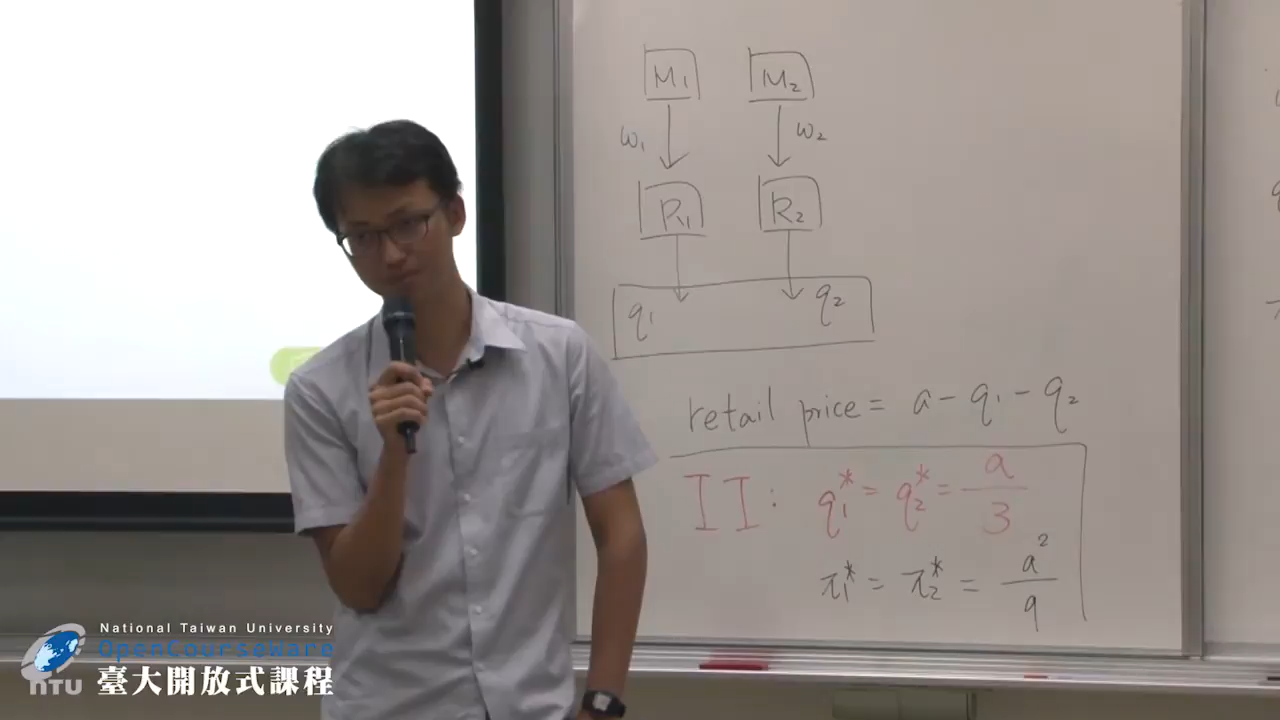 M₁ M₂
w₁ w₂
R₁ R₂
q₁ q₂
retail price = a - q₁ - q₂
II: q₁* = q₂* = a/3
π₁* = π₂* = a²/9
National Taiwan University
OpenCourseWare
NTU 臺大開放式課程